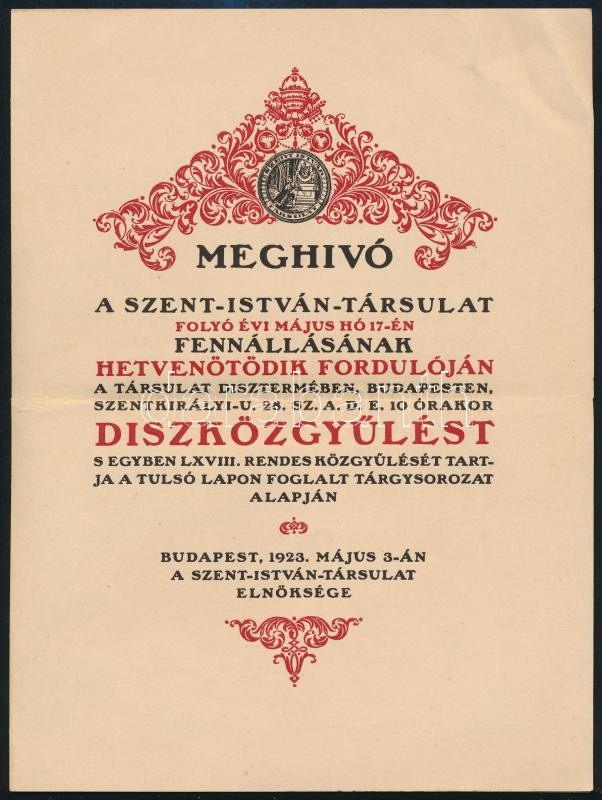 MEGHIVÓ
A SZENT-ISTVÁN-TÁRSULAT
FOLYÓ ÉVI MÁJUS HÓ 17-ÉN
FENNÁLLÁSÁNAK
HETVENÖTÖDIK FORDULÓJÁN
A TÁRSULAT DISZTERMÉBEN, BUDAPESTEN,
SZENTKIRÁLYI-U. 28. SZ. A. D. E. 10 ÓRAKOR
DISZKÖZGYŰLÉST
S EGYBEN LXVIII. RENDES KÖZGYŰLÉSÉT TART-
JA A TULSÓ LAPON FOGLALT TÁRGYSOROZAT
ALAPJÁN
BUDAPEST, 1923. MÁJUS 3-ÁN
A SZENT-ISTVÁN-TÁRSULAT
ELNÖKSÉGE